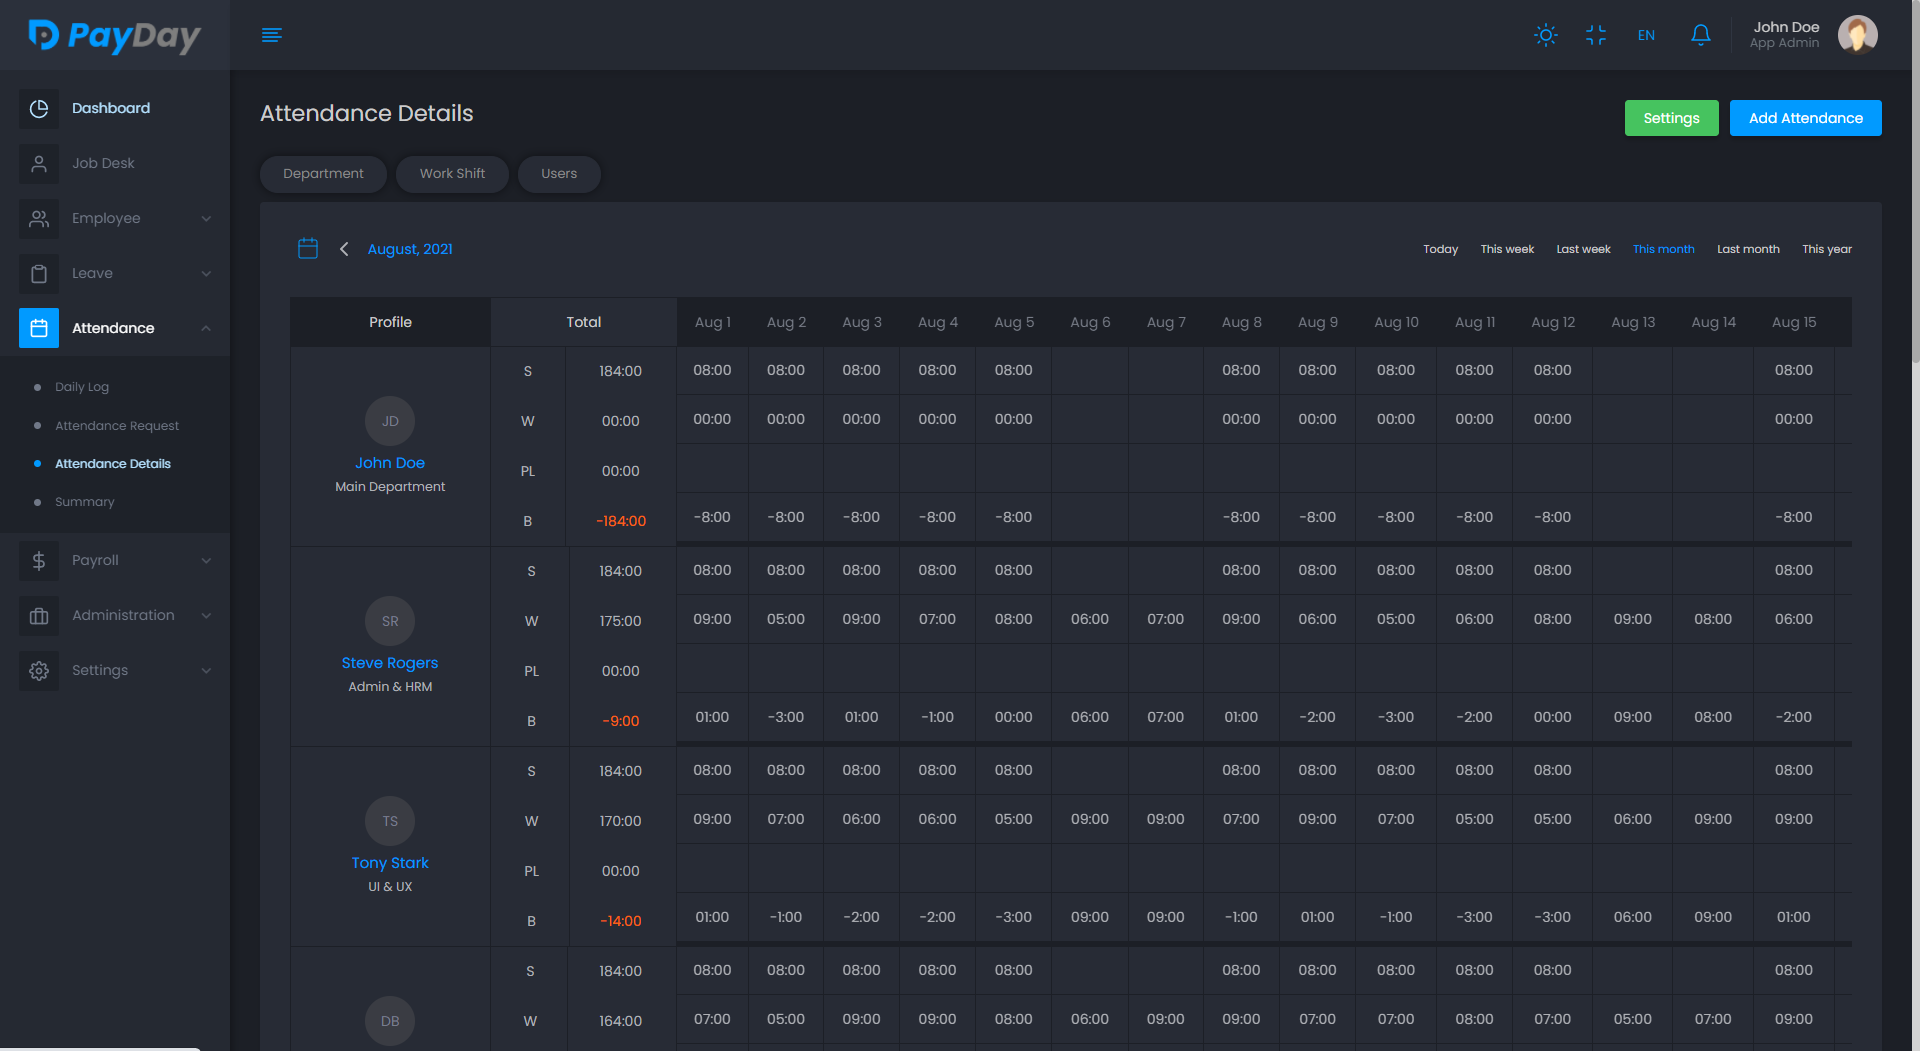 PayDay
EN
John Doe
App Admin
Dashboard
Job Desk
Employee
Leave
Attendance
Daily Log
Attendance Request
Attendance Details
Summary
Payroll
Administration
Settings
Attendance Details
Settings
Add Attendance
Department Work Shift Users
August, 2021
Today This week Last week This month Last month This year
Profile Total Aug 1 Aug 2 Aug 3 Aug 4 Aug 5 Aug 6 Aug 7 Aug 8 Aug 9 Aug 10 Aug 11 Aug 12 Aug 13 Aug 14 Aug 15
JD
John Doe
Main Department
S 184:00 08:00 08:00 08:00 08:00 08:00 08:00 08:00 08:00 08:00 08:00 08:00
W 00:00 00:00 00:00 00:00 00:00 00:00 00:00 00:00 00:00 00:00 00:00 00:00
PL 00:00
B -184:00 -8:00 -8:00 -8:00 -8:00 -8:00 -8:00 -8:00 -8:00 -8:00 -8:00 -8:00
SR
Steve Rogers
Admin & HRM
S 184:00 08:00 08:00 08:00 08:00 08:00 08:00 08:00 08:00 08:00 08:00 08:00
W 175:00 09:00 05:00 09:00 07:00 08:00 06:00 07:00 09:00 06:00 05:00 06:00 08:00 09:00 08:00 06:00
PL 00:00
B -9:00 01:00 -3:00 01:00 -1:00 00:00 06:00 07:00 01:00 -2:00 -3:00 -2:00 00:00 09:00 08:00 -2:00
TS
Tony Stark
UI & UX
S 184:00 08:00 08:00 08:00 08:00 08:00 08:00 08:00 08:00 08:00 08:00 08:00
W 170:00 09:00 07:00 06:00 06:00 05:00 09:00 09:00 07:00 09:00 07:00 05:00 05:00 06:00 09:00 09:00
PL 00:00
B -14:00 01:00 -1:00 -2:00 -2:00 -3:00 09:00 09:00 -1:00 01:00 -1:00 -3:00 -3:00 06:00 09:00 01:00
DB
S 184:00 08:00 08:00 08:00 08:00 08:00 08:00 08:00 08:00 08:00 08:00 08:00
W 164:00 07:00 05:00 09:00 09:00 08:00 06:00 09:00 09:00 07:00 07:00 08:00 07:00 05:00 07:00 09:00